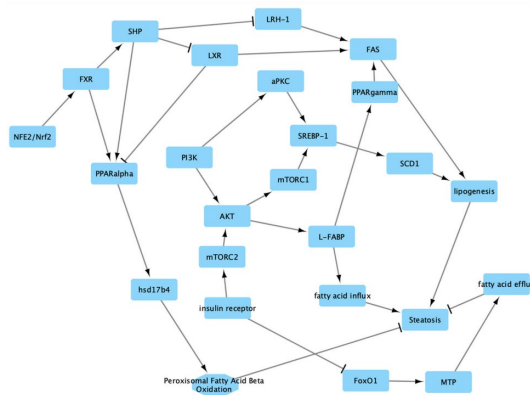 LRH-1
SHP
LXR
FAS
FXR
aPKC
PPARgamma
NFE2/Nrf2
SREBP-1
PI3K
SCD1
PPARalpha
mTORC1
lipogenesis
AKT
L-FABP
mTORC2
hsd17b4
fatty acid influx
fatty acid efflu
insulin receptor
Steatosis
Peroxisomal Fatty Acid Beta
Oxidation
FoxO1
MTP